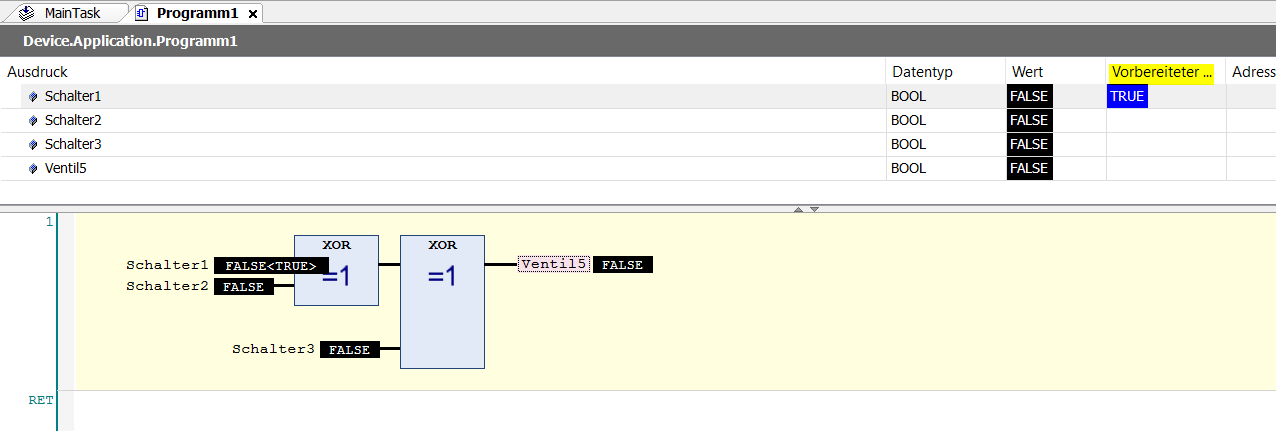 MainTask Programm1
Device.Application.Programm1
Ausdruck Datentyp Wert Vorbereiteter ... Adress
Schalter1 BOOL FALSE TRUE
Schalter2 BOOL FALSE
Schalter3 BOOL FALSE
Ventil5 BOOL FALSE
1
XOR XOR
Schalter1 FALSE<TRUE> =1 =1 Ventil5 FALSE
Schalter2 FALSE
Schalter3 FALSE
RET